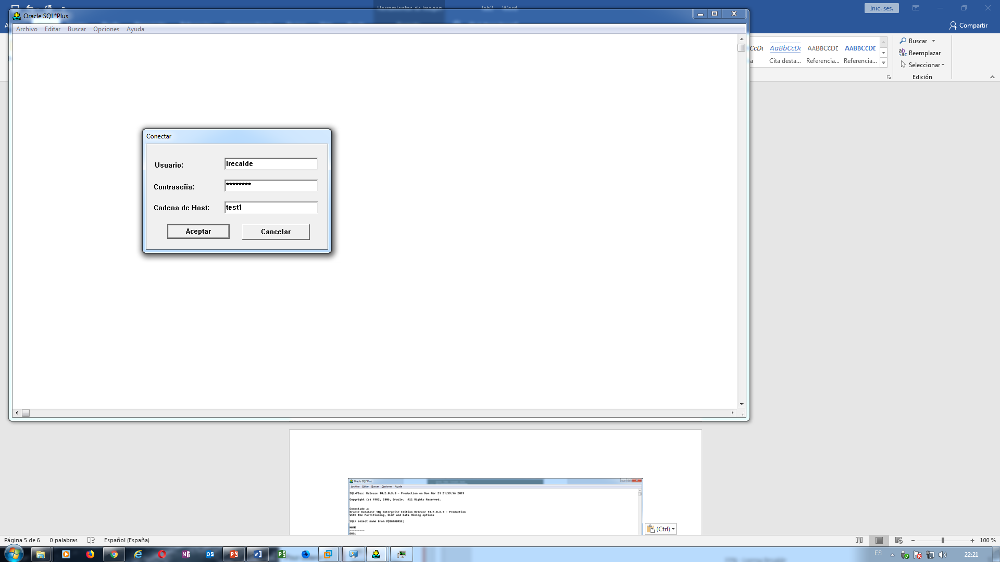 Herramientas de imagen
lab2 - Word
Inic. ses.
Oracle SQL*Plus
Compartir
Archivo Editar Buscar Opciones Ayuda
Buscar
AaBbCcDc AABBCCDE AABBCCDE
Reemplazar
Cita desta... Referencia... Referencia...
Seleccionar
Edición
Conectar
Usuario: lrecalde
Contraseña: ********
Cadena de Host: test1
Aceptar Cancelar
Oracle SQL*Plus
Archivo Editar Buscar Opciones Ayuda
SQL*Plus: Release 10.2.0.3.0 - Production on Dom Abr 21 21:59:56 2019
Copyright (c) 1982, 2006, Oracle. All Rights Reserved.
Conectado a:
Oracle Database 10g Enterprise Edition Release 10.2.0.3.0 - Production
With the Partitioning, OLAP and Data Mining options
SQL> select name from V$DATABASE;
NAME
---------
ORCL
(Ctrl)
Página 5 de 6 0 palabras Español (España)
100 %
ES
22:21